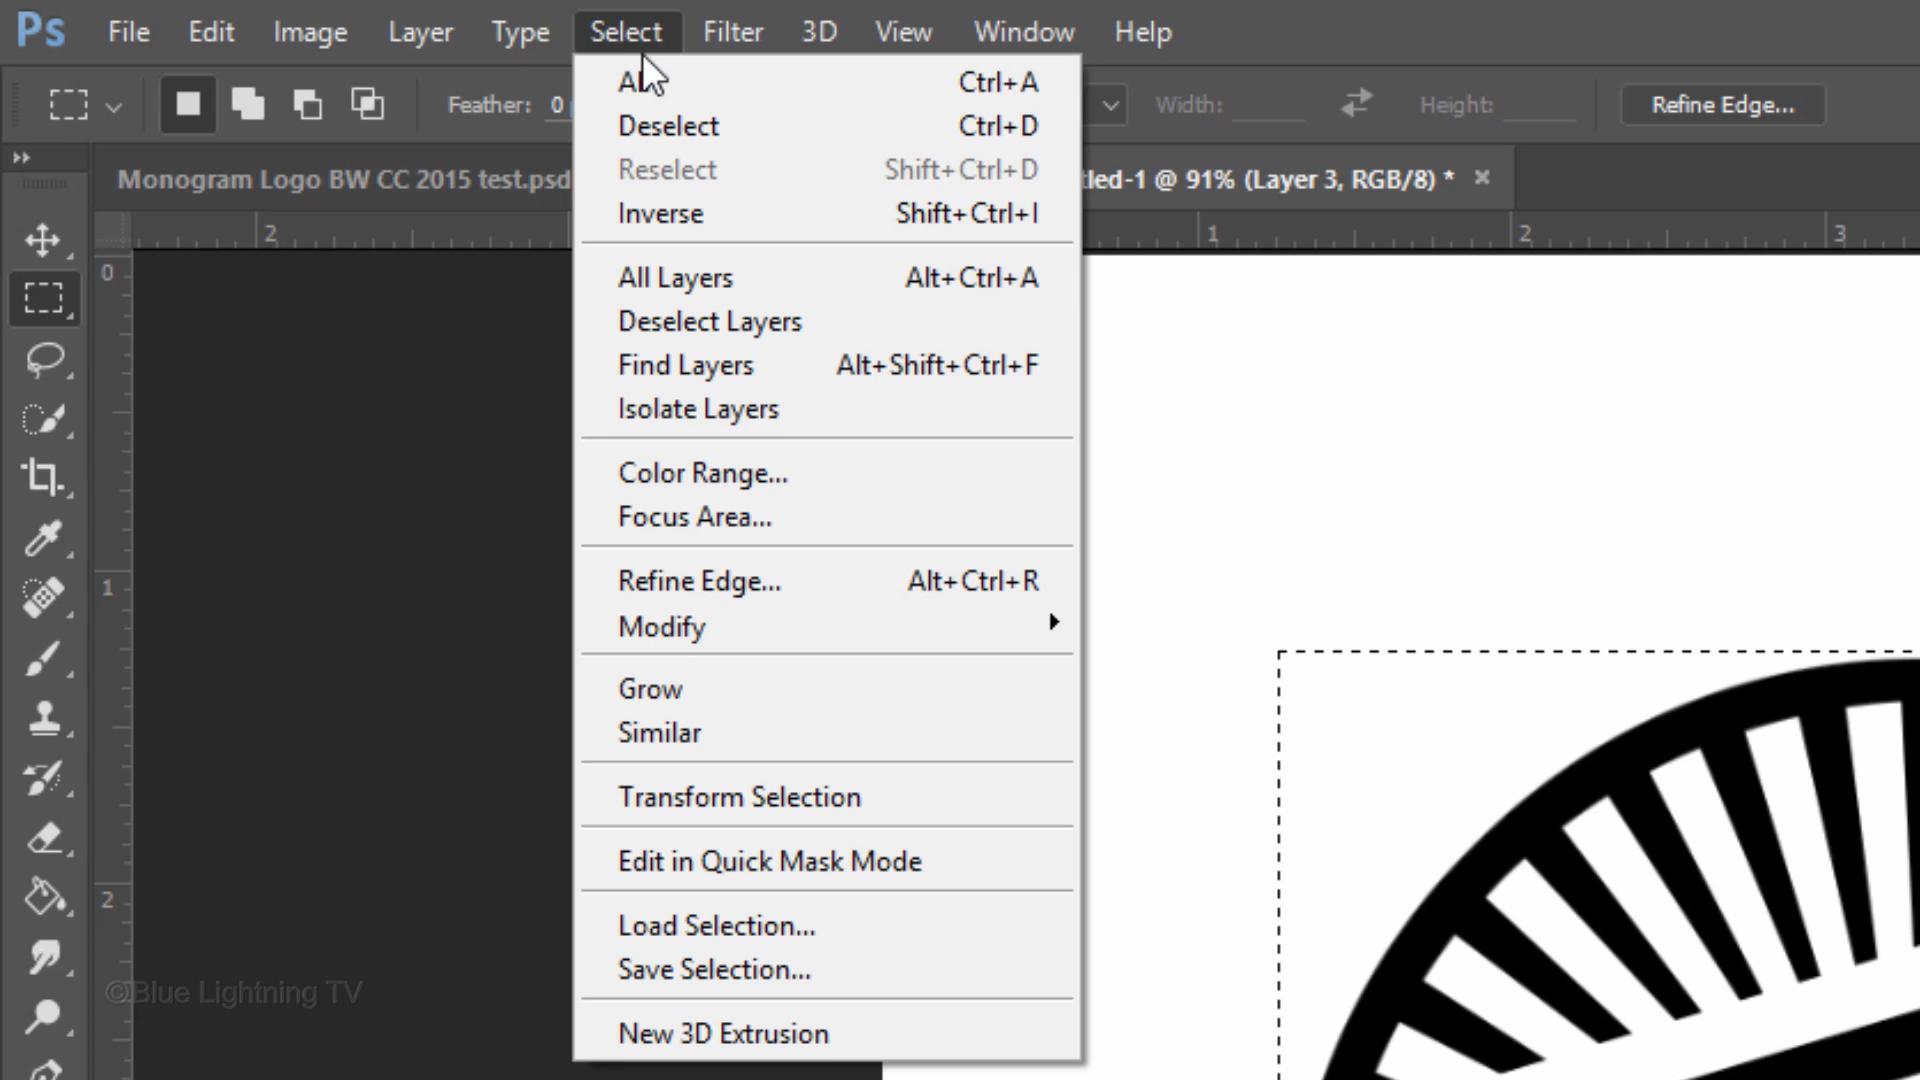 Ps File Edit Image Layer Type Select Filter 3D View Window Help
Feather: 0 Width: Height: Refine Edge...
Monogram Logo BW CC 2015 test.psd tled-1 @ 91% (Layer 3, RGB/8) * ×
2 1 2 3
All Ctrl+A
Deselect Ctrl+D
Reselect Shift+Ctrl+D
Inverse Shift+Ctrl+I
All Layers Alt+Ctrl+A
Deselect Layers
Find Layers Alt+Shift+Ctrl+F
Isolate Layers
Color Range...
Focus Area...
Refine Edge... Alt+Ctrl+R
Modify
Grow
Similar
Transform Selection
Edit in Quick Mask Mode
Load Selection...
Save Selection...
New 3D Extrusion
0
1
2
©Blue Lightning TV